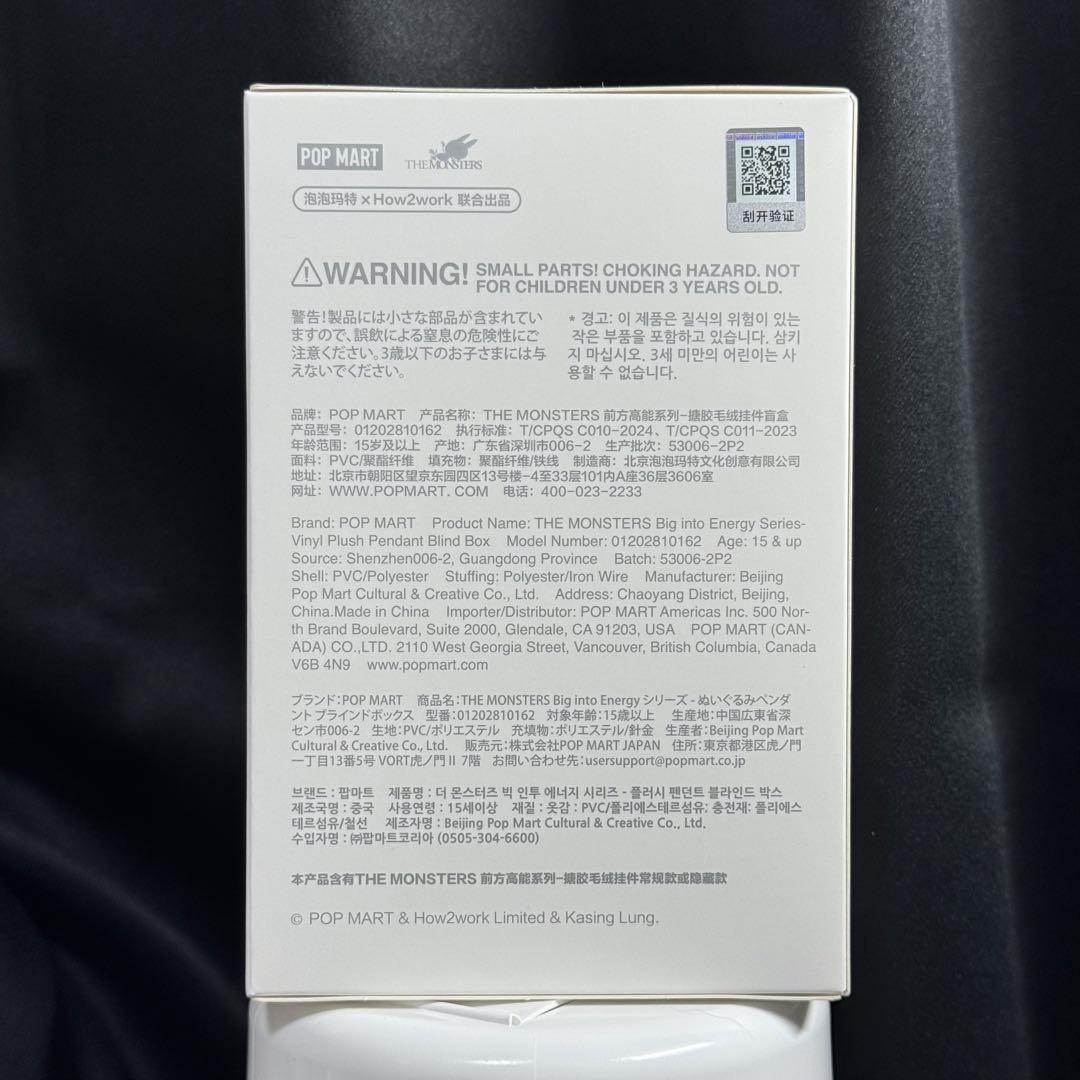 POP MART
THE MONSTERS
泡泡玛特×How2work 联合出品
刮开验证
WARNING! SMALL PARTS! CHOKING HAZARD. NOT
FOR CHILDREN UNDER 3 YEARS OLD.
警告!製品には小さな部品が含まれてい
ますので、誤飲による窒息の危険性にご
注意ください。3歳以下のお子さまには与
えないでください。
* 경고: 이 제품은 질식의 위험이 있는
작은 부품을 포함하고 있습니다. 삼키
지 마십시오. 3세 미만의 어린이는 사
용할 수 없습니다.
品牌: POP MART 产品名称: THE MONSTERS 前方高能系列-搪胶毛绒挂件盲盒
产品型号: 01202810162 执行标准: T/CPQS C010-2024、T/CPQS C011-2023
年龄范围: 15岁及以上 产地: 广东省深圳市006-2 生产批次: 53006-2P2
面料: PVC/聚酯纤维 填充物: 聚酯纤维/铁线 制造商: 北京泡泡玛特文化创意有限公司
地址: 北京市朝阳区望京东园四区13号楼-4至33层101内A座36层3606室
网址: WWW.POPMART. COM 电话: 400-023-2233
Brand: POP MART Product Name: THE MONSTERS Big into Energy Series-
Vinyl Plush Pendant Blind Box Model Number: 01202810162 Age: 15 & up
Source: Shenzhen006-2, Guangdong Province Batch: 53006-2P2
Shell: PVC/Polyester Stuffing: Polyester/Iron Wire Manufacturer: Beijing
Pop Mart Cultural & Creative Co., Ltd. Address: Chaoyang District, Beijing,
China.Made in China Importer/Distributor: POP MART Americas Inc. 500 Nor-
th Brand Boulevard, Suite 2000, Glendale, CA 91203, USA POP MART (CAN-
ADA) CO.,LTD. 2110 West Georgia Street, Vancouver, British Columbia, Canada
V6B 4N9 www.popmart.com
ブランド:POP MART 商品名:THE MONSTERS Big into Energy シリーズ - ぬいぐるみペンダ
ント ブラインドボックス 型番:01202810162 対象年齢:15歳以上 生産地:中国広東省深
セン市006-2 生地:PVC/ポリエステル 充填物:ポリエステル/針金 生産者:Beijing Pop Mart
Cultural & Creative Co., Ltd. 販売元:株式会社POP MART JAPAN 住所:東京都港区虎ノ門
一丁目13番5号 VORT虎ノ門 II 7階 お問い合わせ先:usersupport@popmart.co.jp
브랜드 : 팝마트 제품명 : 더 몬스터즈 빅 인투 에너지 시리즈 - 플러시 펜던트 블라인드 박스
제조국명 : 중국 사용연령 : 15세이상 재질 : 옷감 : PVC/폴리에스테르섬유; 충전재: 폴리에스
테르섬유/철선 제조자명 : Beijing Pop Mart Cultural & Creative Co., Ltd.
수입자명 : ㈜팝마트코리아 (0505-304-6600)
本产品含有THE MONSTERS 前方高能系列-搪胶毛绒挂件常规款或隐藏款
© POP MART & How2work Limited & Kasing Lung.